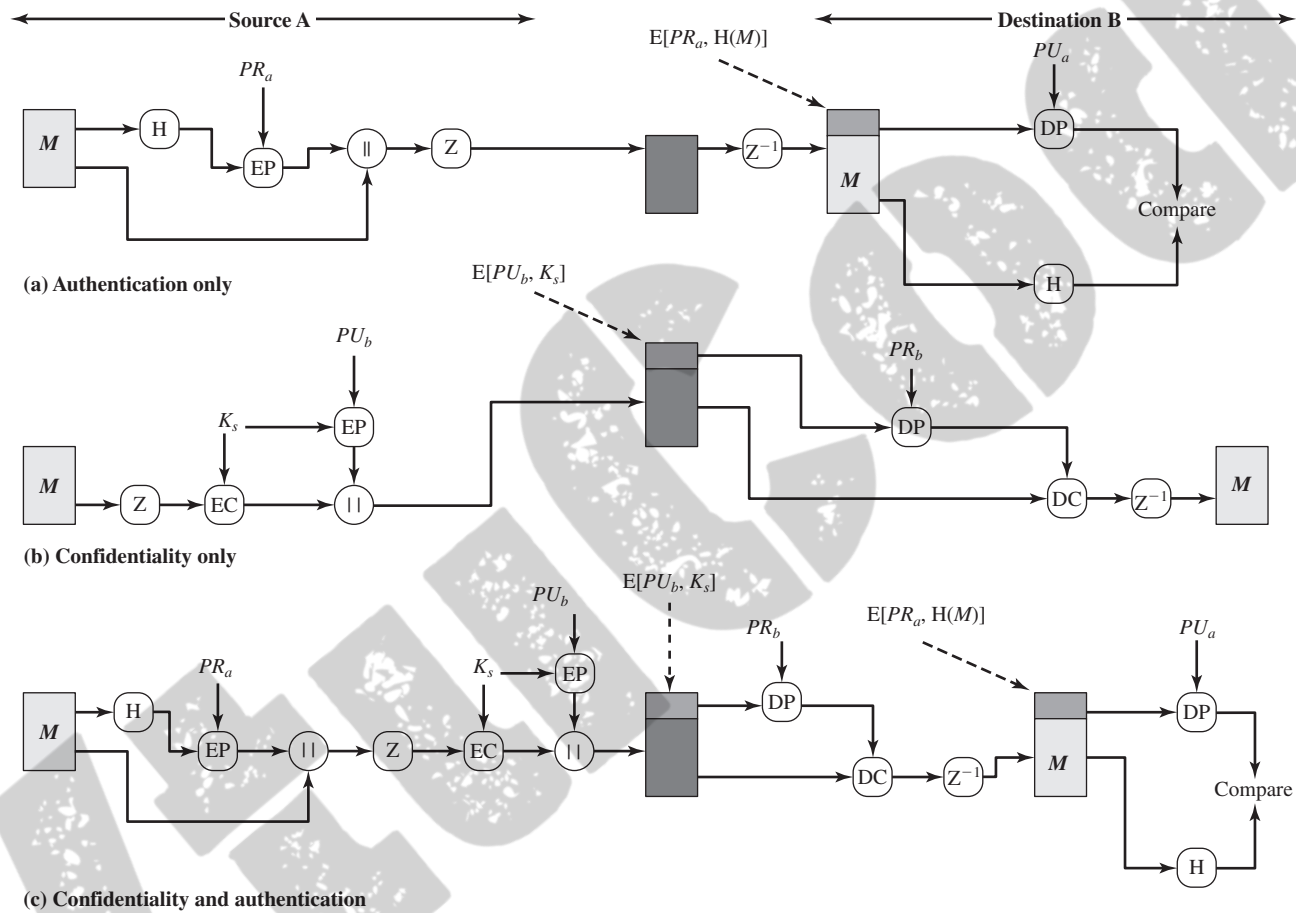 Source A
Destination B
E[PRa, H(M)]
PUa
PRa
M
H
EP
||
Z
Z−1
M
DP
Compare
H
(a) Authentication only
E[PUb, Ks]
PUb
PRb
Ks
EP
DP
M
Z
EC
||
DC
Z−1
M
(b) Confidentiality only
E[PUb, Ks]
PUb
PRb
E[PRa, H(M)]
PUa
PRa
Ks
EP
M
H
DP
DP
EP
||
Z
EC
||
DC
Z−1
M
Compare
H
(c) Confidentiality and authentication